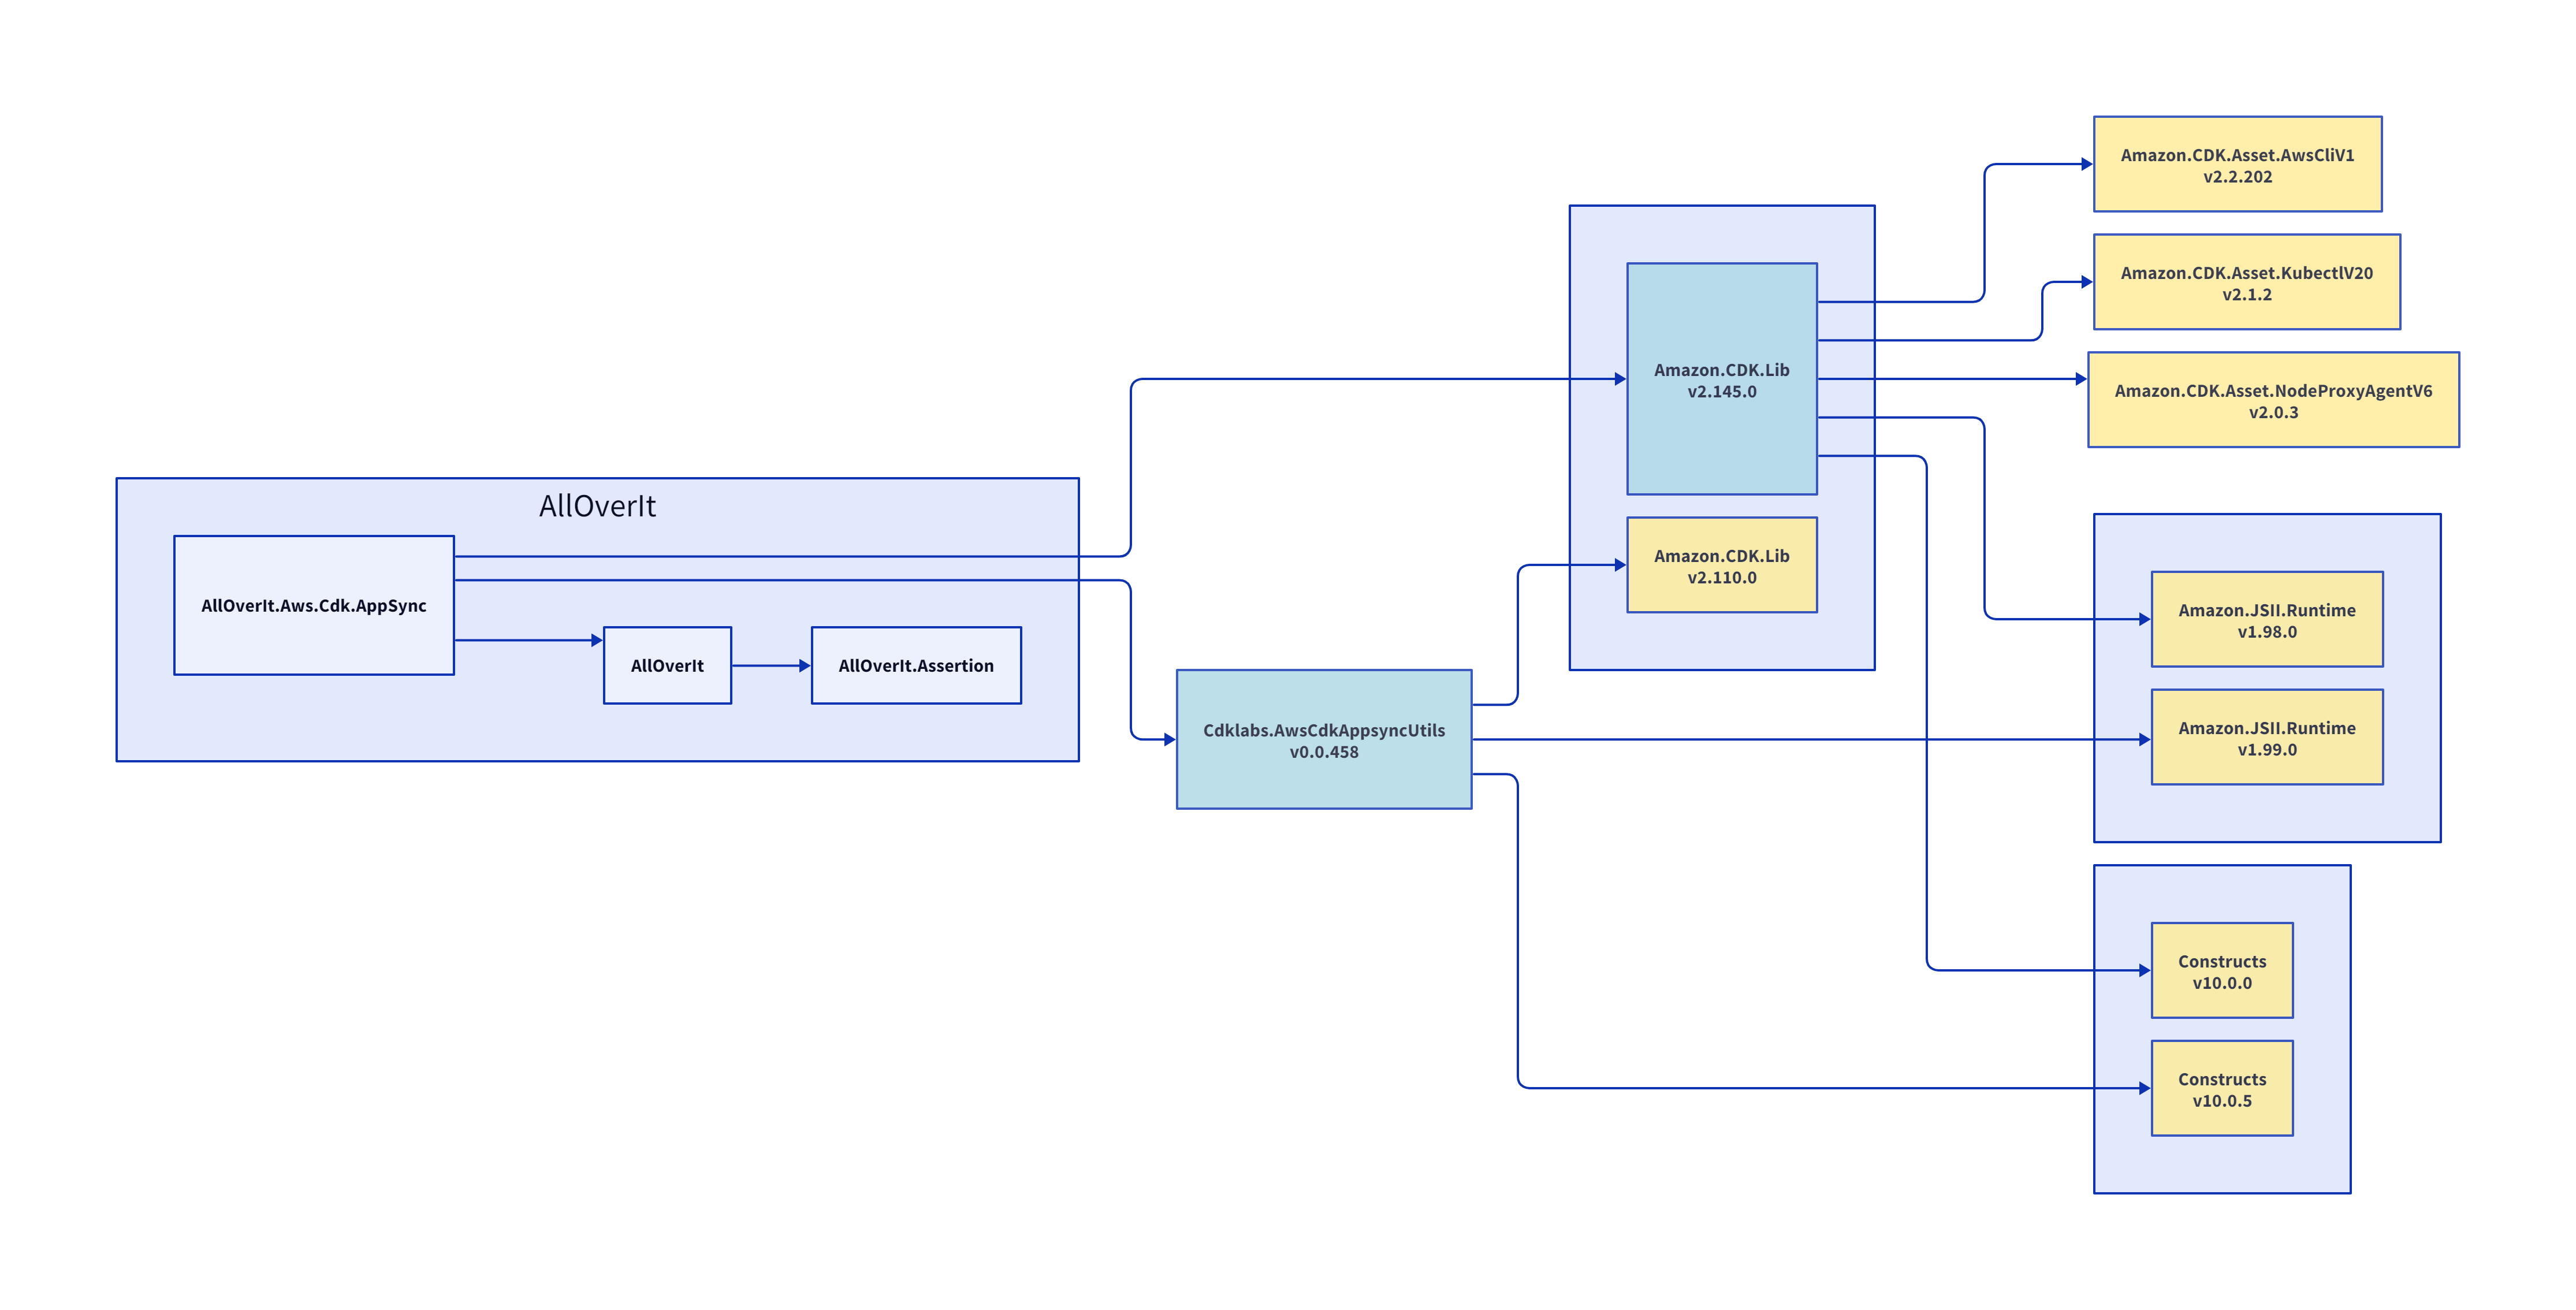 AllOverIt
AllOverIt.Aws.Cdk.AppSync
AllOverIt
AllOverIt.Assertion
Cdklabs.AwsCdkAppsyncUtils
v0.0.458
Amazon.CDK.Lib
v2.145.0
Amazon.CDK.Lib
v2.110.0
Amazon.CDK.Asset.AwsCliV1
v2.2.202
Amazon.CDK.Asset.KubectlV20
v2.1.2
Amazon.CDK.Asset.NodeProxyAgentV6
v2.0.3
Amazon.JSII.Runtime
v1.98.0
Amazon.JSII.Runtime
v1.99.0
Constructs
v10.0.0
Constructs
v10.0.5